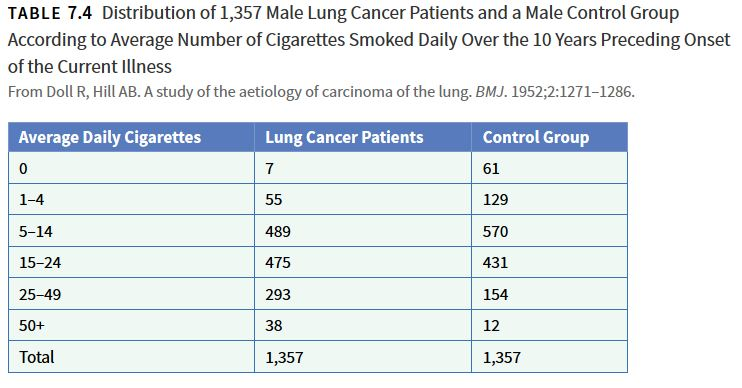 TABLE 7.4 Distribution of 1,357 Male Lung Cancer Patients and a Male Control Group
According to Average Number of Cigarettes Smoked Daily Over the 10 Years Preceding Onset
of the Current Illness
From Doll R, Hill AB. A study of the aetiology of carcinoma of the lung. BMJ. 1952;2:1271–1286.
Average Daily Cigarettes Lung Cancer Patients Control Group
0 7 61
1–4 55 129
5–14 489 570
15–24 475 431
25–49 293 154
50+ 38 12
Total 1,357 1,357